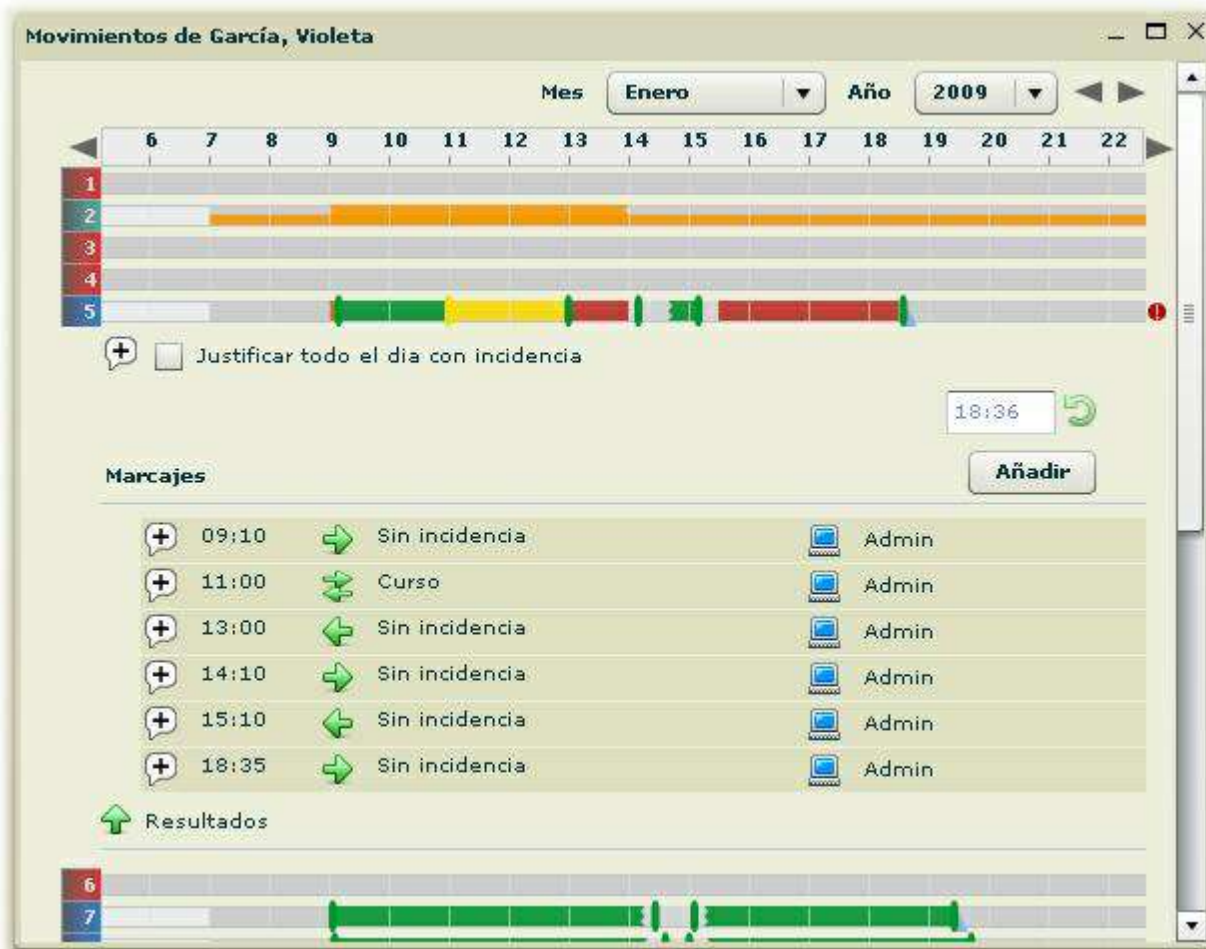 Movimientos de García, Violeta
Mes Enero Año 2009
6 7 8 9 10 11 12 13 14 15 16 17 18 19 20 21 22
1
2
3
4
5
Justificar todo el dia con incidencia
18:36
Marcajes Añadir
09:10 Sin incidencia Admin
11:00 Curso Admin
13:00 Sin incidencia Admin
14:10 Sin incidencia Admin
15:10 Sin incidencia Admin
18:35 Sin incidencia Admin
Resultados
6
7